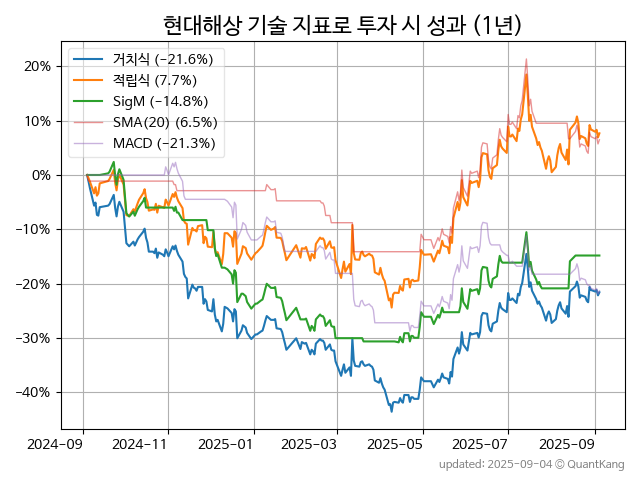 현대해상 기술 지표로 투자 시 성과 (1년)
거치식 (−21.6%)
적립식 (7.7%)
SigM (−14.8%)
SMA(20) (6.5%)
MACD (−21.3%)
20%
10%
0%
−10%
−20%
−30%
−40%
2024-09 2024-11 2025-01 2025-03 2025-05 2025-07 2025-09
updated: 2025-09-04 © QuantKang